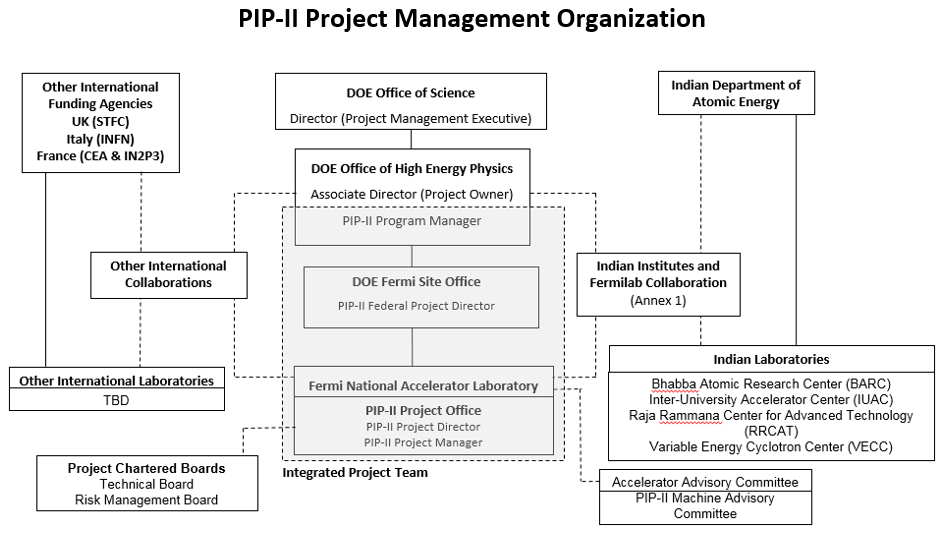 PIP-II Project Management Organization
Other International
Funding Agencies
UK (STFC)
Italy (INFN)
France (CEA & IN2P3)
DOE Office of Science
Director (Project Management Executive)
Indian Department of
Atomic Energy
DOE Office of High Energy Physics
Associate Director (Project Owner)
PIP-II Program Manager
Other International
Collaborations
DOE Fermi Site Office
PIP-II Federal Project Director
Indian Institutes and
Fermilab Collaboration
(Annex 1)
Other International Laboratories
TBD
Fermi National Accelerator Laboratory
PIP-II Project Office
PIP-II Project Director
PIP-II Project Manager
Indian Laboratories
Bhabba Atomic Research Center (BARC)
Inter-University Accelerator Center (IUAC)
Raja Rammana Center for Advanced Technology
(RRCAT)
Variable Energy Cyclotron Center (VECC)
Integrated Project Team
Project Chartered Boards
Technical Board
Risk Management Board
Accelerator Advisory Committee
PIP-II Machine Advisory
Committee